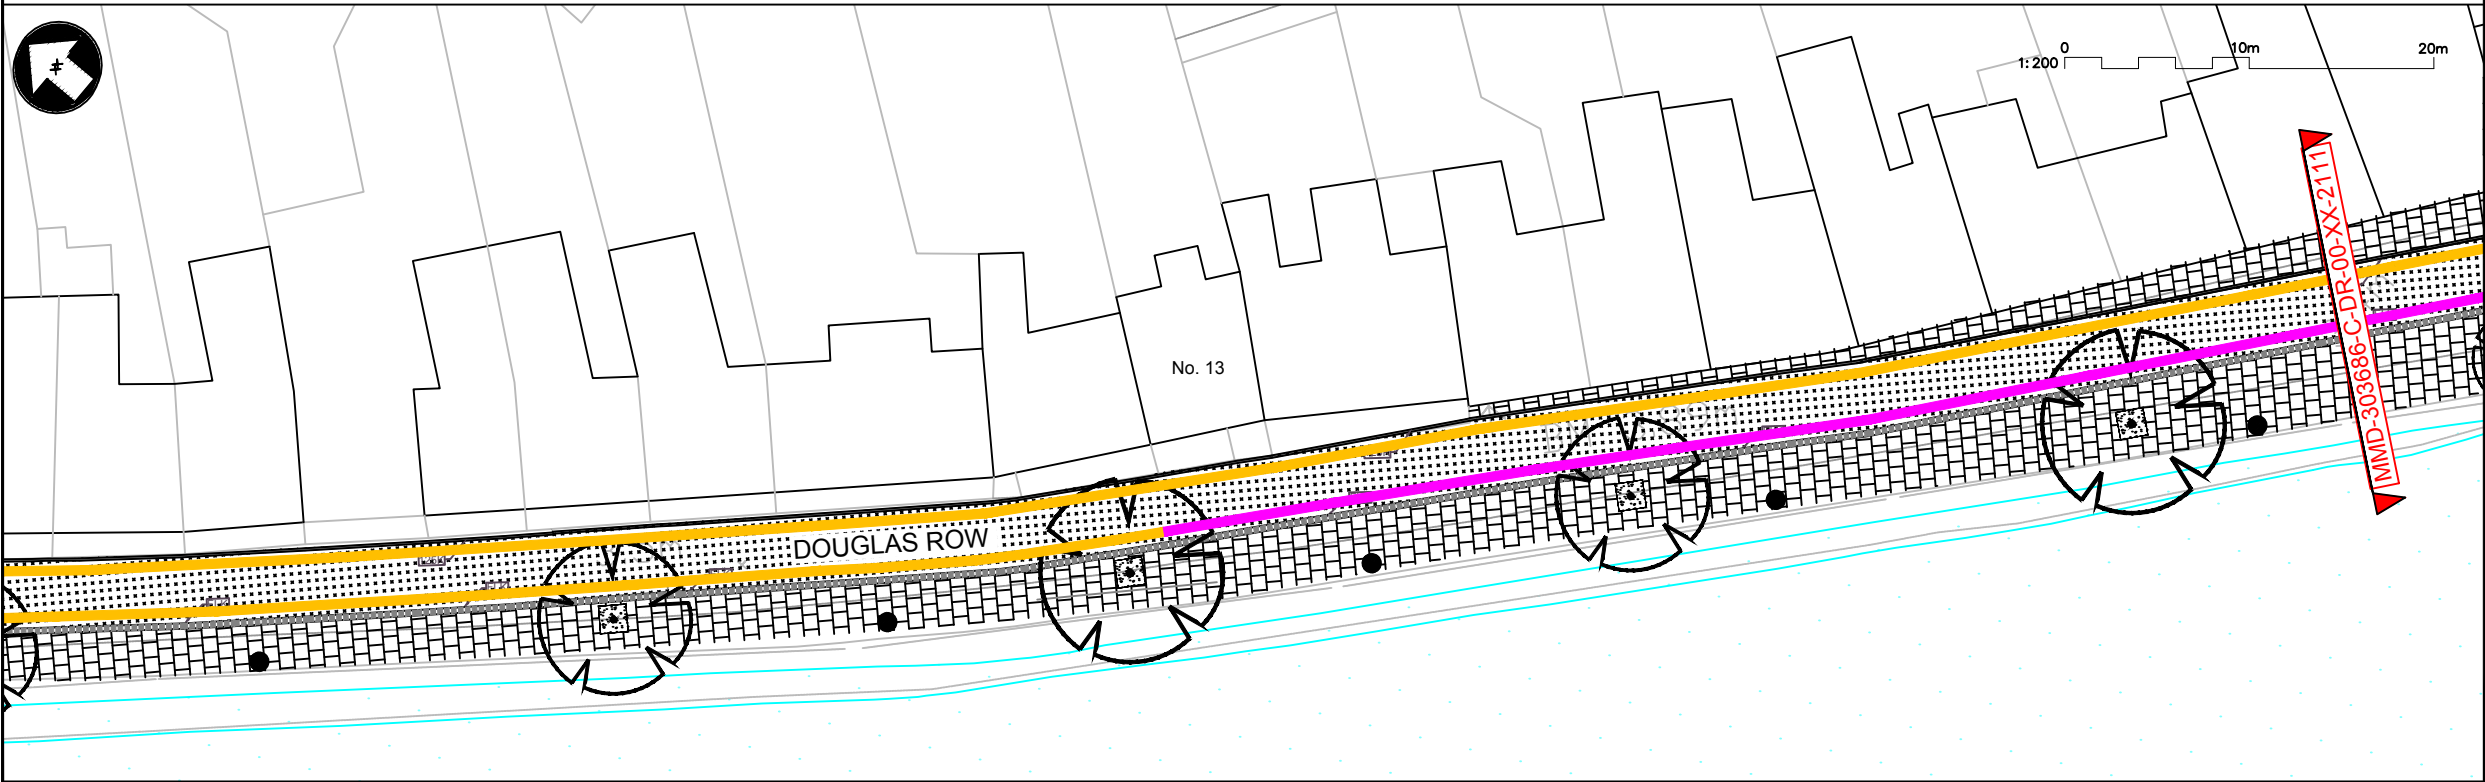 0 10m 20m
1:200
MMD-303686-C-DR-00-XX-2111
No. 13
DOUGLAS ROW